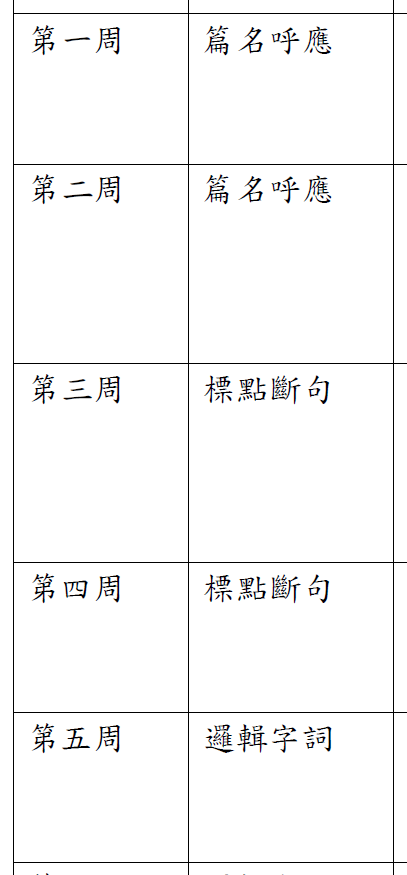 第一周 篇名呼應
第二周 篇名呼應
第三周 標點斷句
第四周 標點斷句
第五周 邏輯字詞